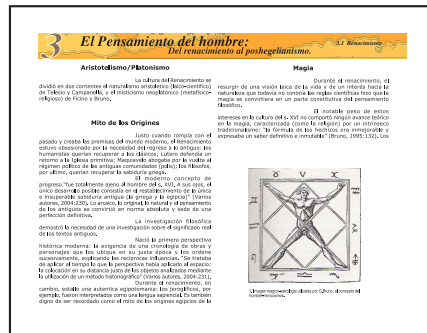 3
El Pensamiento del hombre:
Del renacimiento al poshegelianismo.
3.1 Renacimiento.
Aristotelismo/Platonismo
La cultura del Renacimiento se
dividió en dos corrientes el naturalismo aristotélico (laico-científico)
de Telesio y Campanella, y el misticismo neoplatónico (metafísico-
religioso) de Ficino y Bruno,
Mito de los Orígenes
Justo cuando rompía con el
pasado y creaba las premisas del mundo moderno, el Renacimiento
estuvo obsesionado por la necesidad del regreso a lo antiguo: los
humanistas querían recuperar a los clásicos; Lutero defendía un
retorno a la Iglesia primitiva; Maquiavelo abogaba por la vuelta al
régimen político de las antiguas comunidades (polis); los filósofos,
por último, querían recuperar la sabiduría griega.
El moderno concepto de
progreso "fue totalmente ajeno al hombre del s. XVI, A sus ojos, el
único desarrollo posible consistía en el restablecimiento de la única
e insuperable sabiduría antigua (la griega y la egipcia)" (Varios
autores, 2004:230). Lo arcaico, lo original, lo natural y el pensamiento
de los antiguos se convirtió en norma absoluta y sede de una
perfección definitiva.
La investigación filosófica
demostró la necesidad de una investigación sobre el significado real
de los textos antiguos,
Nació la primera perspectiva
histórica moderna: la exigencia de una cronología de obras y
personajes que los ubique en su justa época y los ordene
sucesivamente, explicando las recíprocas influencias. "Se trataba
de aplicar al tiempo lo que la perspectiva había aplicado al espacio:
la colocación en su distancia justa de los objetos analizados mediante
la utilización de un método historiográfico" (Varios autores, 2004:231),
Durante el renacimiento, en
cambio, estalló una auténtica egiptomanía: los jeroglíficos, por
ejemplo, fueron interpretados como lengua sapiencial, Es también
digno de ser recordado cómo el mito de los orígenes egipcios de la
Magia
Durante el renacimiento, el
resurgir de una visión laica de la vida y de un interés hacia la
naturaleza que todavía no conocía las reglas científicas hizo que la
magia se convirtiera en un parte constitutiva del pensamiento
filosófico.
El notable peso de estos
intereses en la cultura del s. XVI no comportó ningún avance teórico
en la magia, caracterizada (como la religión) por un intrínseco
tradicionalismo: "la fórmula de los hechizos era inmejorable y
expresaba un saber definitivo e inmutable" (Bruno, 1995:132), Los
1. Imagen mágico-astrológica utilizada por G. Bruno, el concepto del
hombre-microcosmos.